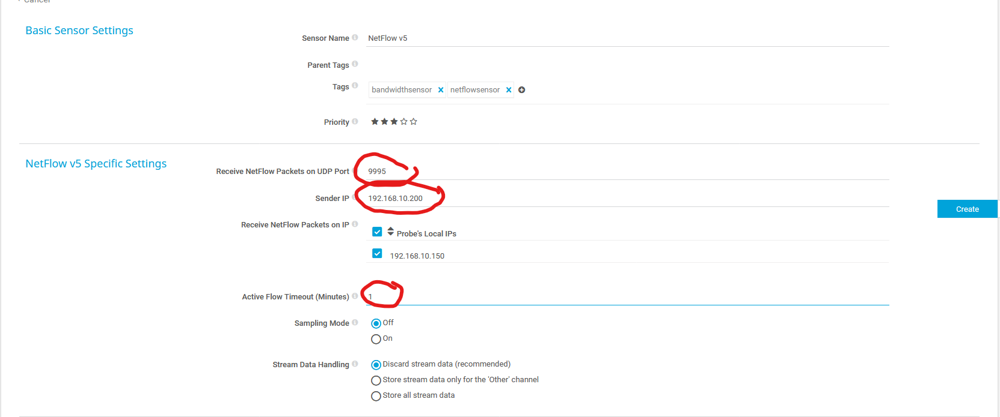 Cancel
Basic Sensor Settings
Sensor Name NetFlow v5
Parent Tags
Tags bandwidthsensor netflowsensor
Priority
NetFlow v5 Specific Settings
Receive NetFlow Packets on UDP Port 9995
Sender IP 192.168.10.200
Create
Receive NetFlow Packets on IP
Probe's Local IPs
192.168.10.150
Active Flow Timeout (Minutes) 1
Sampling Mode Off
On
Stream Data Handling Discard stream data (recommended)
Store stream data only for the 'Other' channel
Store all stream data